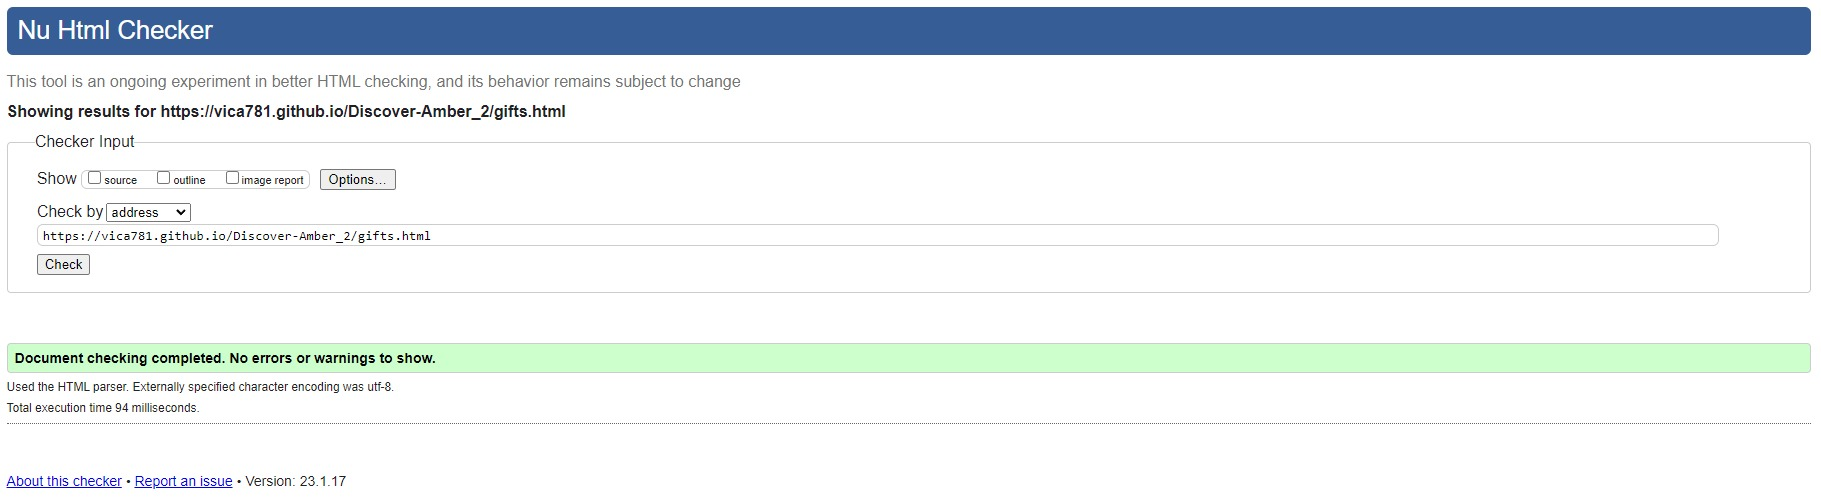 Nu Html Checker
This tool is an ongoing experiment in better HTML checking, and its behavior remains subject to change
Showing results for https://vica781.github.io/Discover-Amber_2/gifts.html
Checker Input
Show source outline image report Options...
Check by address
https://vica781.github.io/Discover-Amber_2/gifts.html
Check
Document checking completed. No errors or warnings to show.
Used the HTML parser. Externally specified character encoding was utf-8.
Total execution time 94 milliseconds.
About this checker • Report an issue • Version: 23.1.17